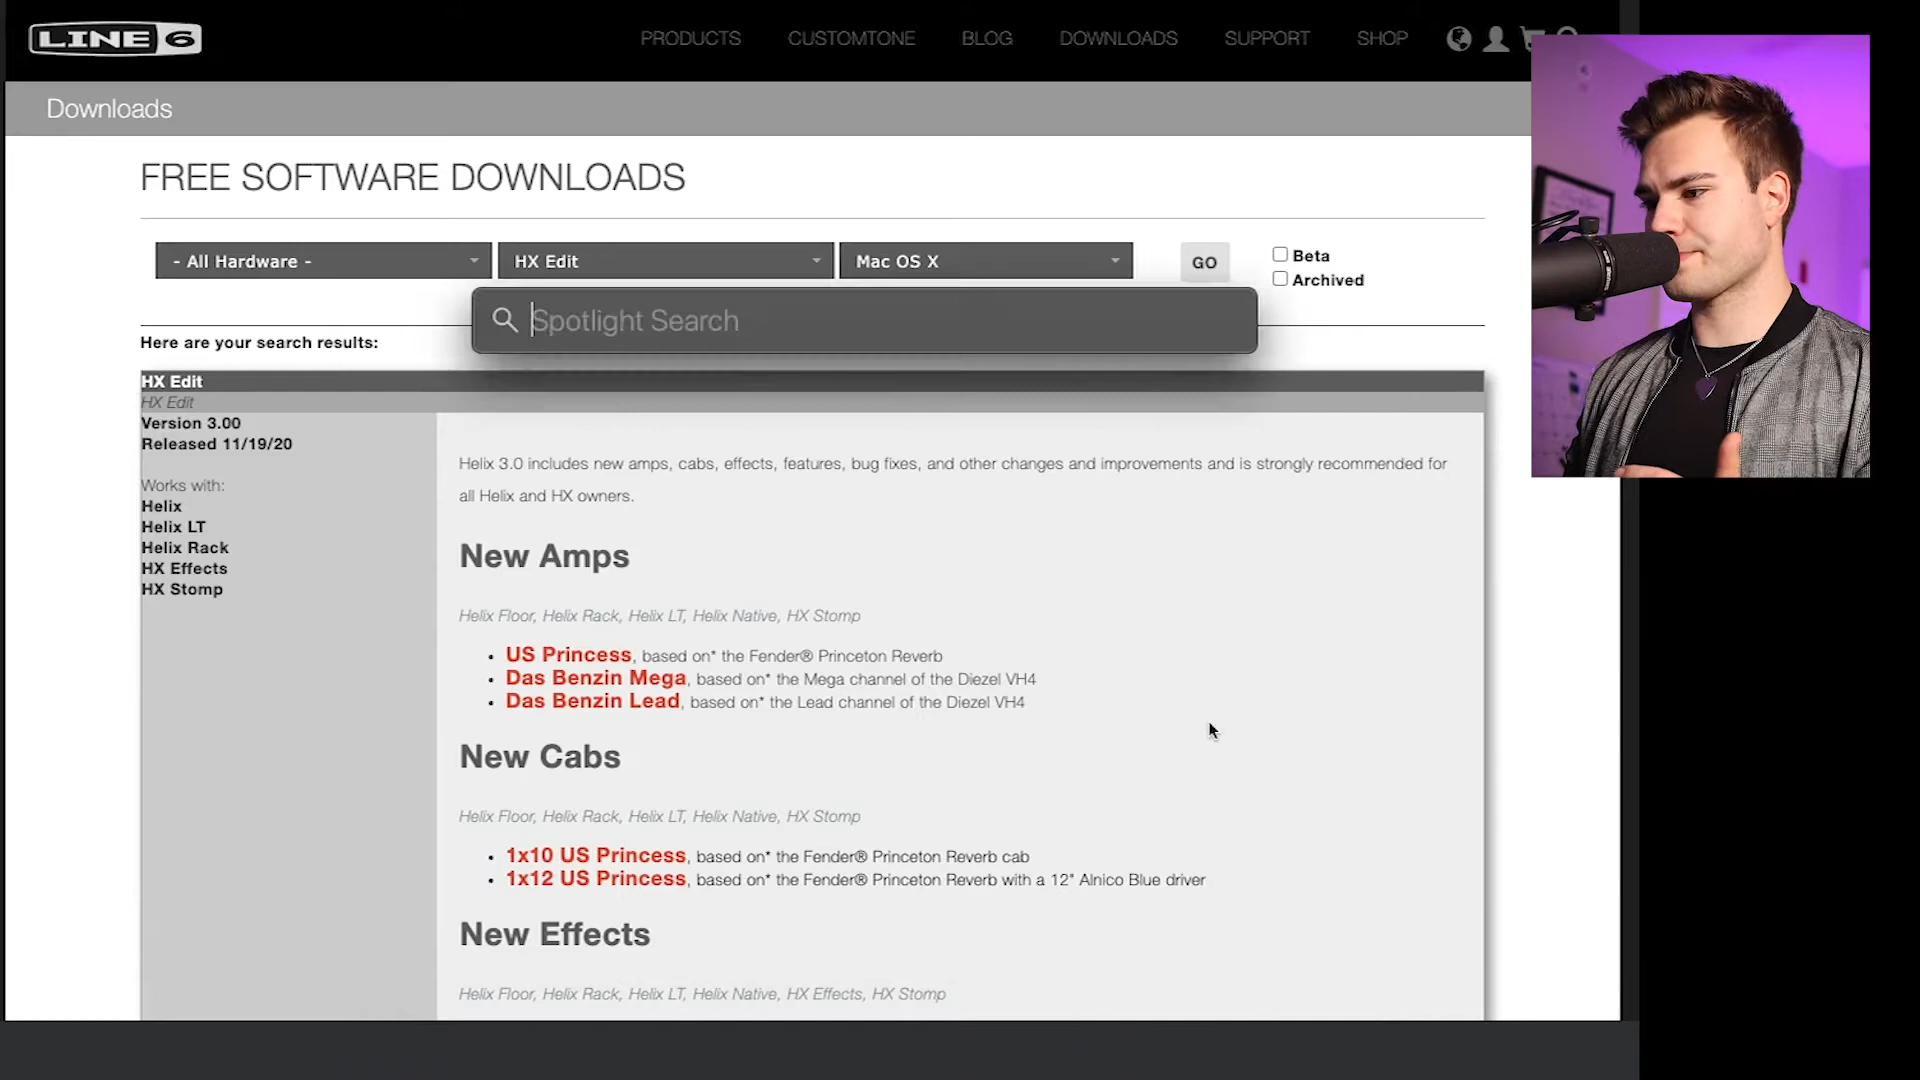 LINE 6
PRODUCTS CUSTOMTONE BLOG DOWNLOADS SUPPORT SHOP
Downloads
FREE SOFTWARE DOWNLOADS
- All Hardware -
HX Edit
Mac OS X
GO
Beta
Archived
Spotlight Search
Here are your search results:
HX Edit
HX Edit
Version 3.00
Released 11/19/20
Works with:
Helix
Helix LT
Helix Rack
HX Effects
HX Stomp
Helix 3.0 includes new amps, cabs, effects, features, bug fixes, and other changes and improvements and is strongly recommended for
all Helix and HX owners.
New Amps
Helix Floor, Helix Rack, Helix LT, Helix Native, HX Stomp
• US Princess, based on* the Fender® Princeton Reverb
• Das Benzin Mega, based on* the Mega channel of the Diezel VH4
• Das Benzin Lead, based on* the Lead channel of the Diezel VH4
New Cabs
Helix Floor, Helix Rack, Helix LT, Helix Native, HX Stomp
• 1x10 US Princess, based on* the Fender® Princeton Reverb cab
• 1x12 US Princess, based on* the Fender® Princeton Reverb with a 12" Alnico Blue driver
New Effects
Helix Floor, Helix Rack, Helix LT, Helix Native, HX Effects, HX Stomp